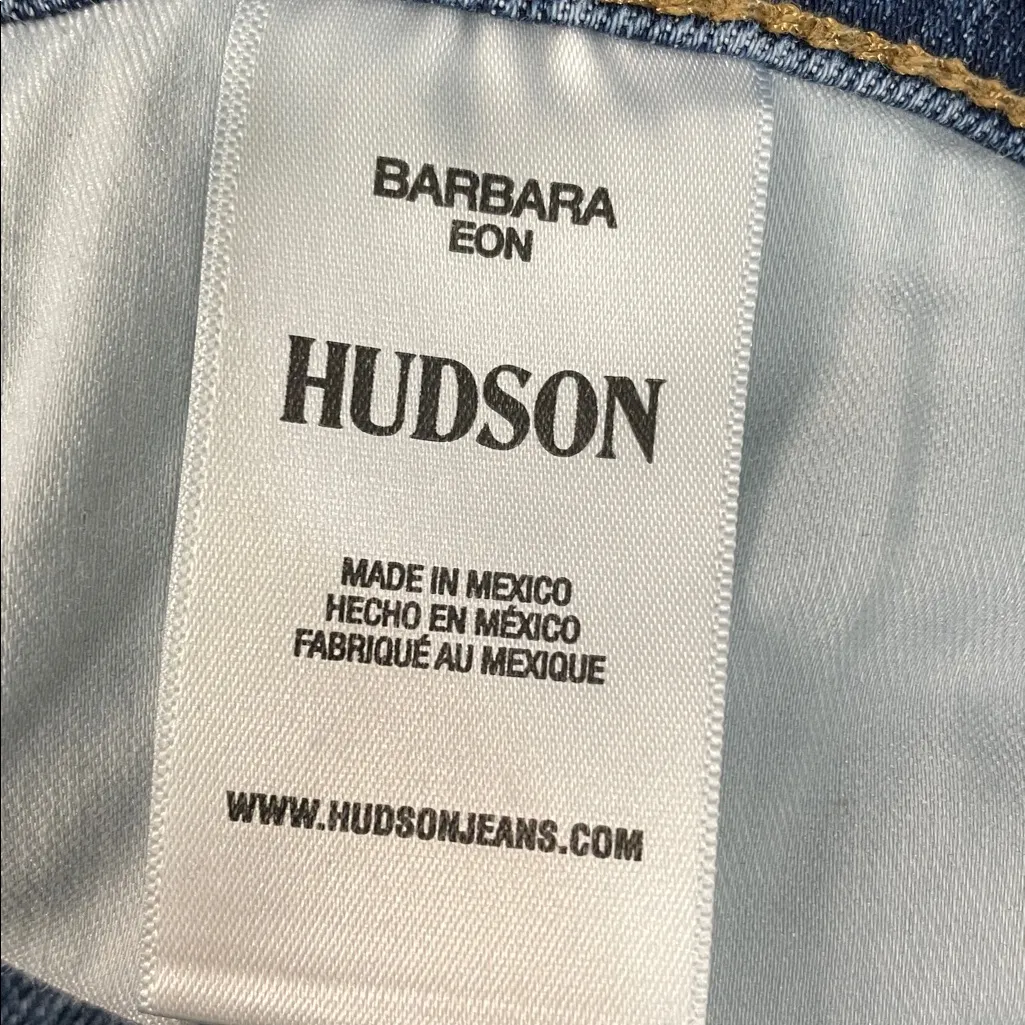 BARBARA
EON
HUDSON
MADE IN MEXICO
HECHO EN MÉXICO
FABRIQUÉ AU MEXIQUE
WWW.HUDSONJEANS.COM